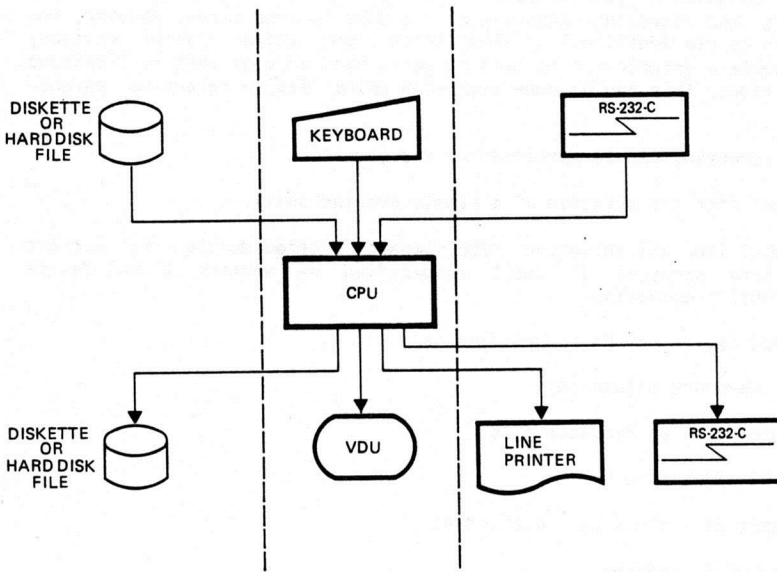 DISKETTE
OR
HARD DISK
FILE
KEYBOARD
RS-232-C
CPU
DISKETTE
OR
HARD DISK
FILE
VDU
LINE
PRINTER
RS-232-C